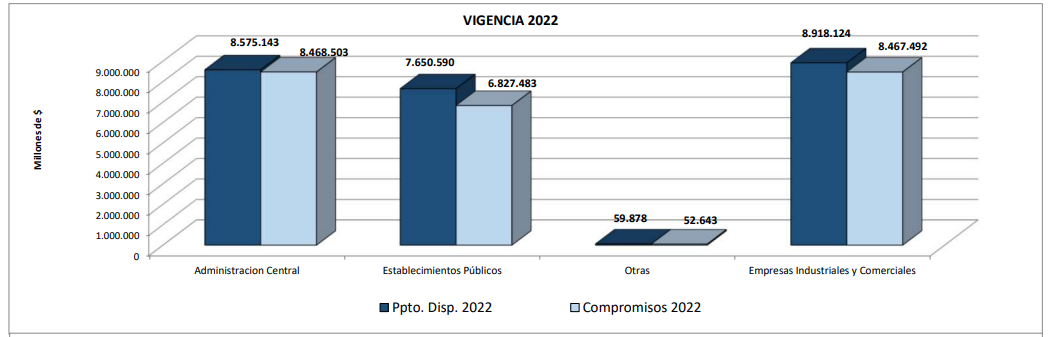 VIGENCIA 2022
8.575.143
8.468.503
7.650.590
6.827.483
59.878
52.643
8.918.124
8.467.492
Millones de $
9.000.000
8.000.000
7.000.000
6.000.000
5.000.000
4.000.000
3.000.000
2.000.000
1.000.000
0
Administracion Central
Establecimientos Públicos
Otras
Empresas Industriales y Comerciales
Ppto. Disp. 2022
Compromisos 2022